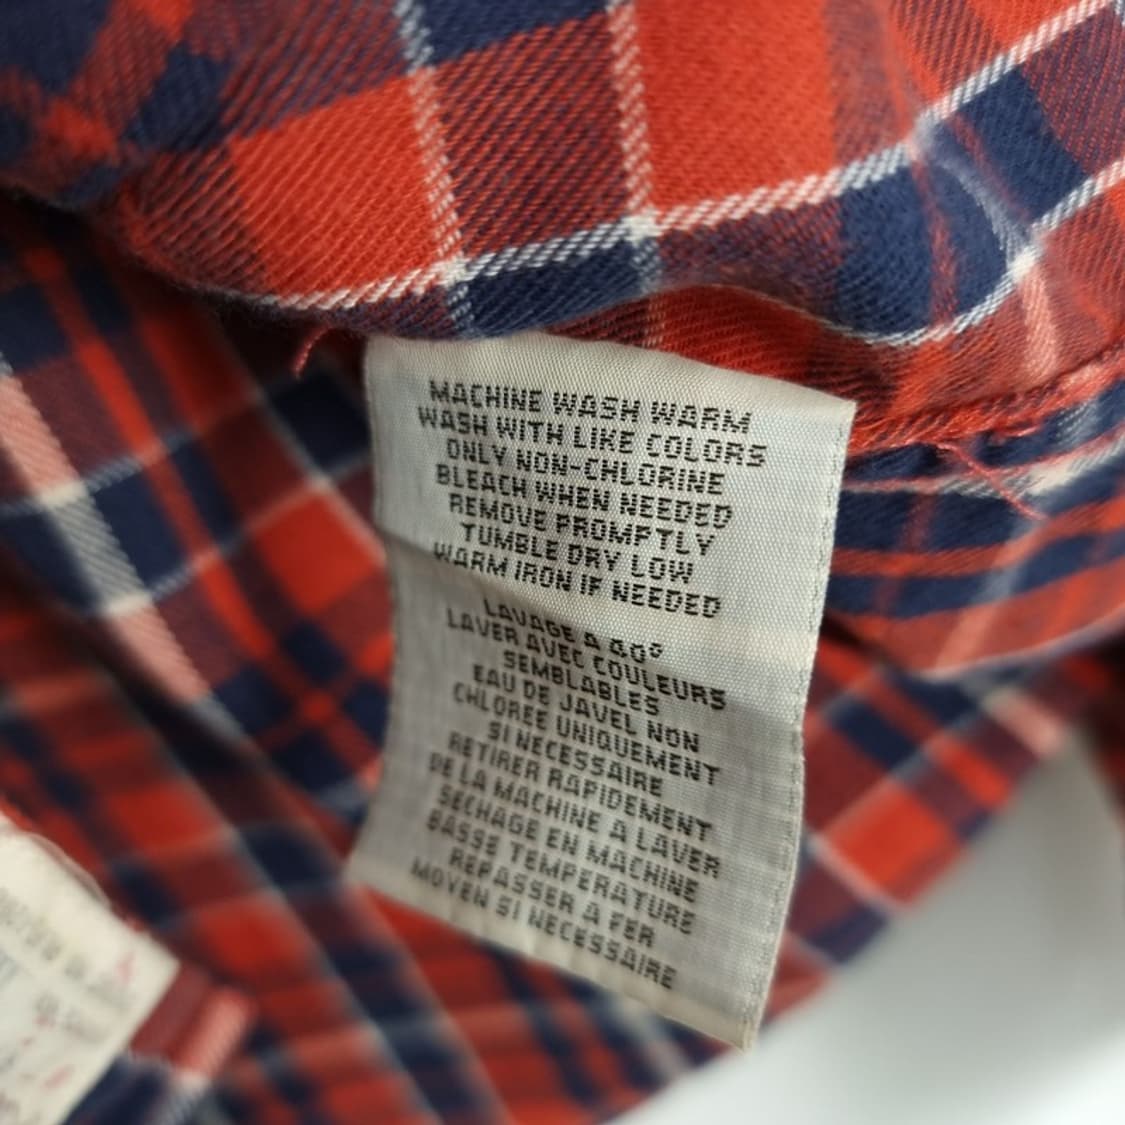 MACHINE WASH WARM
WASH WITH LIKE COLORS
ONLY NON-CHLORINE
BLEACH WHEN NEEDED
REMOVE PROMPTLY
TUMBLE DRY LOW
WARM IRON IF NEEDED
LAVAGE A 40°
LAVER AVEC COULEURS
SEMBLABLES
EAU DE JAVEL NON
CHLOREE UNIQUEMENT
SI NECESSAIRE
RETIRER RAPIDEMENT
DE LA MACHINE A LAVER
SECHAGE EN MACHINE
BASSE TEMPERATURE
REPASSER A FER
MOYEN SI NECESSAIRE